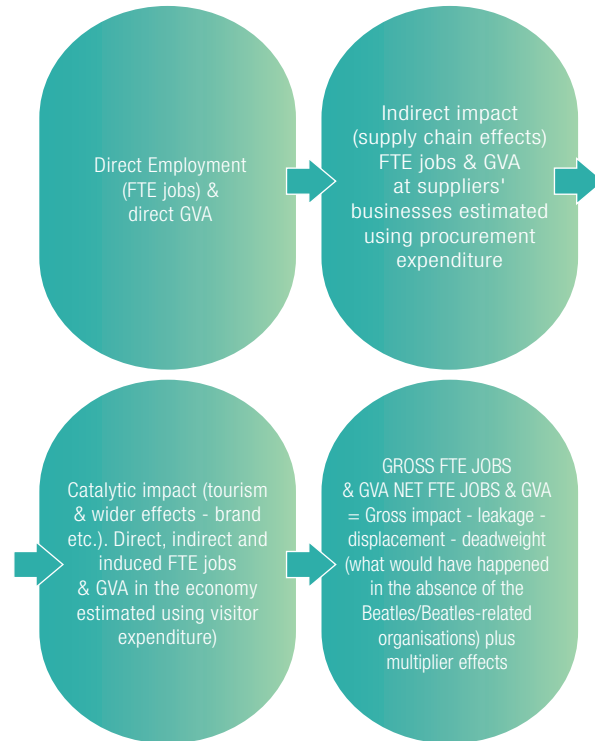 Direct Employment
(FTE jobs) &
direct GVA
Indirect impact
(supply chain effects)
FTE jobs & GVA
at suppliers'
businesses estimated
using procurement
expenditure
Catalytic impact (tourism
& wider effects - brand
etc.). Direct, indirect and
induced FTE jobs
& GVA in the economy
estimated using visitor
expenditure)
GROSS FTE JOBS
& GVA NET FTE JOBS & GVA
= Gross impact - leakage -
displacement - deadweight
(what would have happened
in the absence of the
Beatles/Beatles-related
organisations) plus
multiplier effects